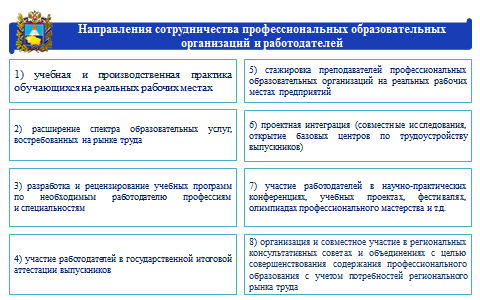 Направления сотрудничества профессиональных образовательных
организаций и работодателей
1) учебная и производственная практика
обучающихся на реальных рабочих местах
2) расширение спектра образовательных услуг,
востребованных на рынке труда
3) разработка и рецензирование учебных программ
по необходимым работодателю профессиям
и специальностям
4) участие работодателей в государственной итоговой
аттестации выпускников
5) стажировка преподавателей профессиональных
образовательных организаций на реальных рабочих
местах предприятий
6) проектная интеграция (совместные исследования,
открытие базовых центров по трудоустройству
выпускников)
7) участие работодателей в научно-практических
конференциях, учебных проектах, фестивалях,
олимпиадах профессионального мастерства и т.д.
8) организация и совместное участие в региональных
консультативных советах и объединениях с целью
совершенствования содержания профессионального
образования с учетом потребностей регионального
рынка труда